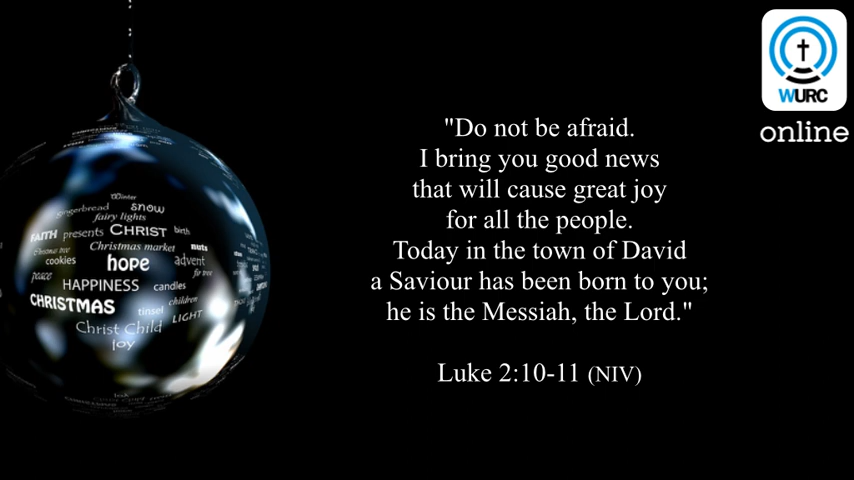 Winter
gingerbread snow
fairy lights
FAITH presents CHRIST birth
Christmas market nuts
cookies hope advent
peace fir tree
HAPPINESS candles
CHRISTMAS children
tinsel LIGHT
Christ Child
joy
"Do not be afraid.
I bring you good news
that will cause great joy
for all the people.
Today in the town of David
a Saviour has been born to you;
he is the Messiah, the Lord."
Luke 2:10-11 (NIV)
WURC
online